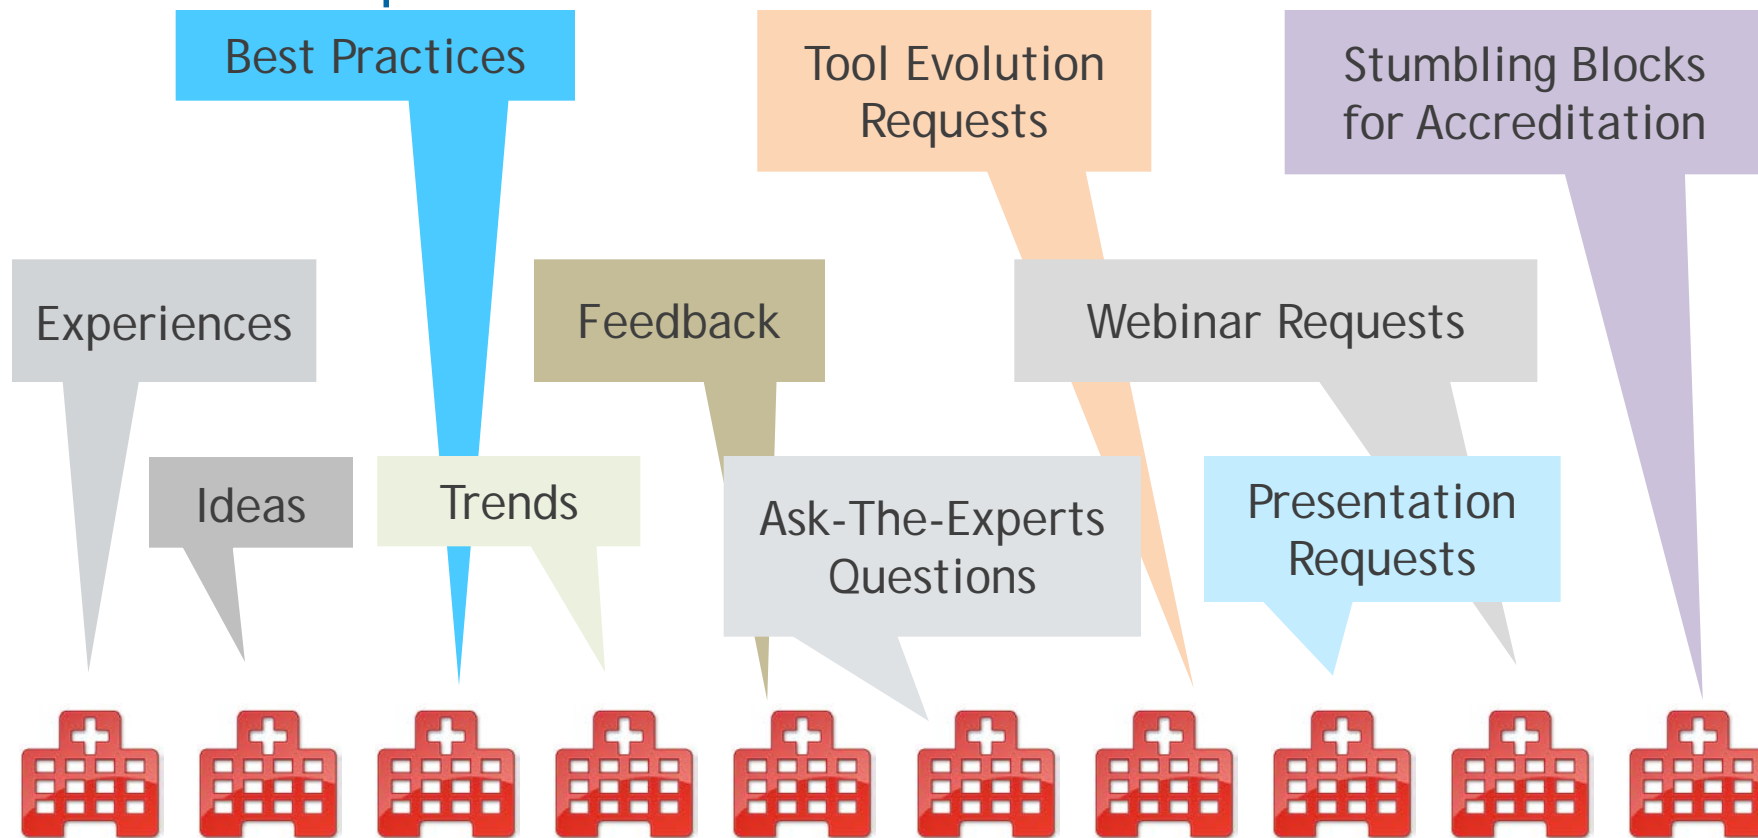 Best Practices
Tool Evolution
Requests
Stumbling Blocks
for Accreditation
Experiences
Feedback
Webinar Requests
Ideas
Trends
Ask-The-Experts
Questions
Presentation
Requests